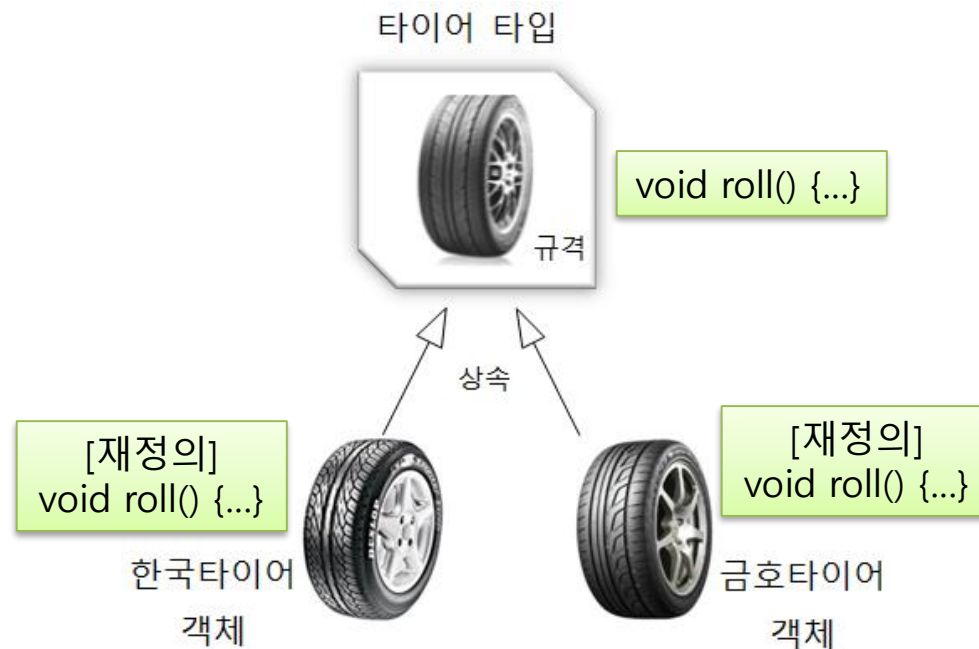 타이어 타입
void roll() {...}
규격
상속
[재정의]
void roll() {...}
한국타이어
객체
[재정의]
void roll() {...}
금호타이어
객체